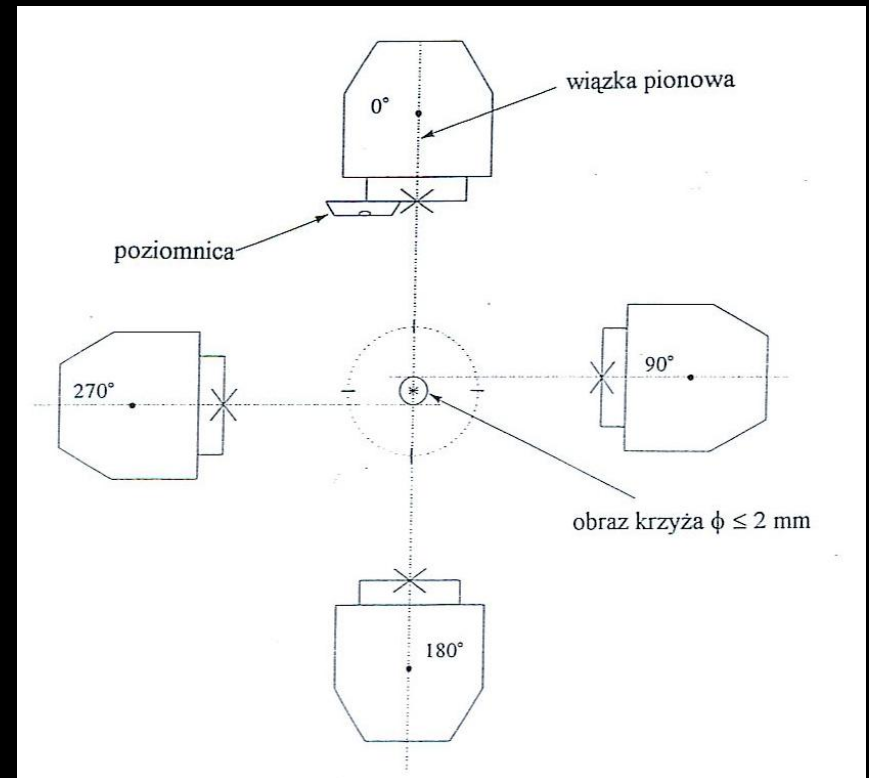 wiązka pionowa
0°
poziomnica
90°
270°
obraz krzyża ϕ ≤ 2 mm
180°